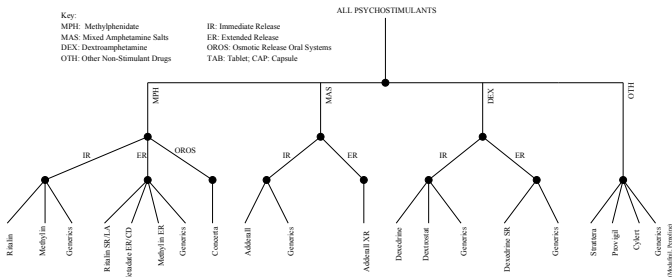 ALL PSYCHOSTIMULANTS
Key:
MPH: Methylphenidate
IR: Immediate Release
MAS: Mixed Amphetamine Salts
ER: Extended Release
DEX: Dextroamphetamine
OROS: Osmotic Release Oral Systems
OTH: Other Non-Stimulant Drugs
TAB: Tablet; CAP: Capsule
MPH
MAS
DEX
OTH
IR
ER
OROS
IR
ER
IR
ER
Ritalin
Methylin
Generics
Ritalin SR/LA
etadate ER/CD
Methylin ER
Generics
Concerta
Adderall
Generics
Adderall XR
Dexedrine
Dextrostat
Generics
Dexedrine SR
Generics
Strattera
Provigil
Cylert
Generics